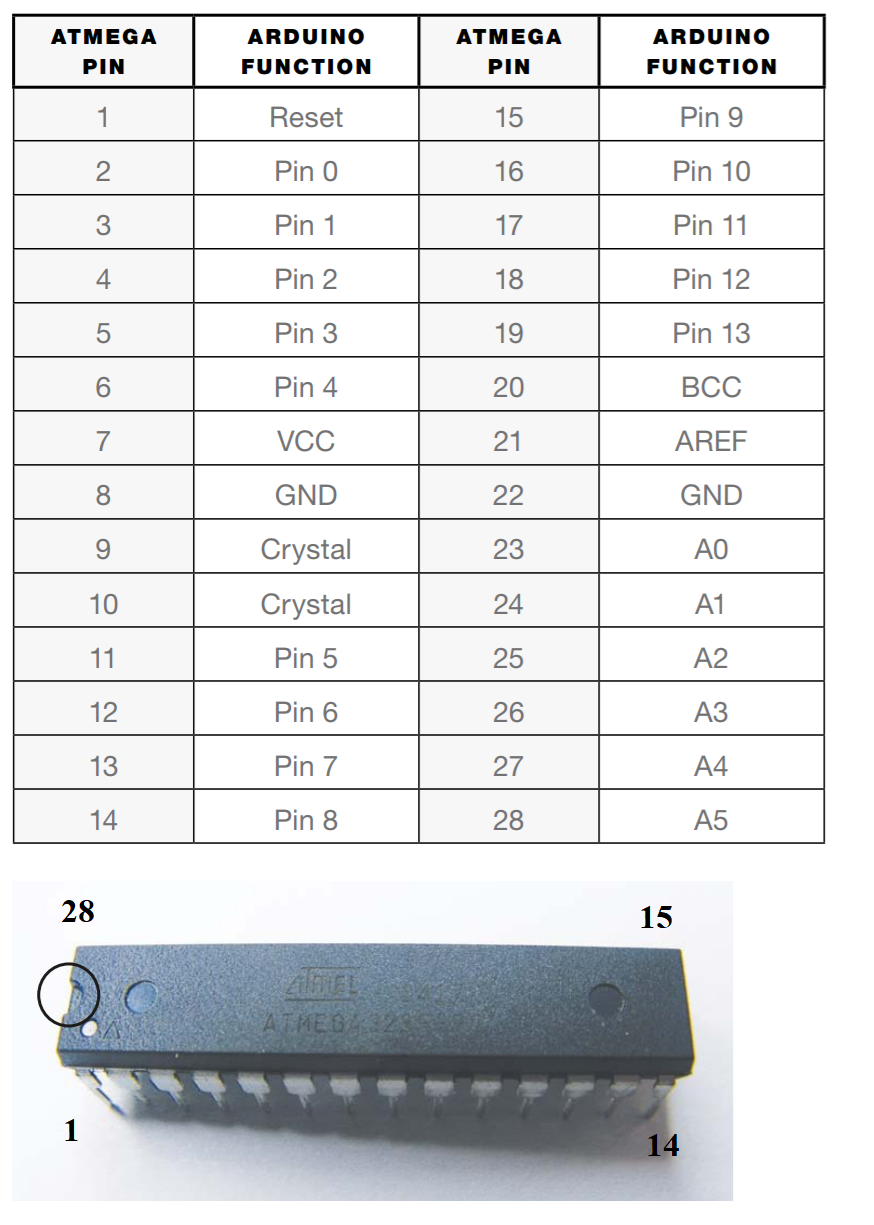 ATMEGA PIN ARDUINO FUNCTION ATMEGA PIN ARDUINO FUNCTION
1 Reset 15 Pin 9
2 Pin 0 16 Pin 10
3 Pin 1 17 Pin 11
4 Pin 2 18 Pin 12
5 Pin 3 19 Pin 13
6 Pin 4 20 BCC
7 VCC 21 AREF
8 GND 22 GND
9 Crystal 23 A0
10 Crystal 24 A1
11 Pin 5 25 A2
12 Pin 6 26 A3
13 Pin 7 27 A4
14 Pin 8 28 A5
28 15
ATMEL
1 14